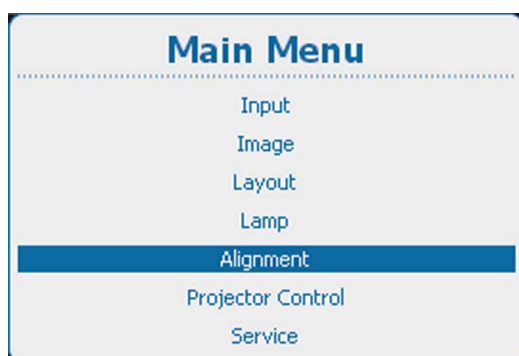 Main Menu
Input
Image
Layout
Lamp
Alignment
Projector Control
Service